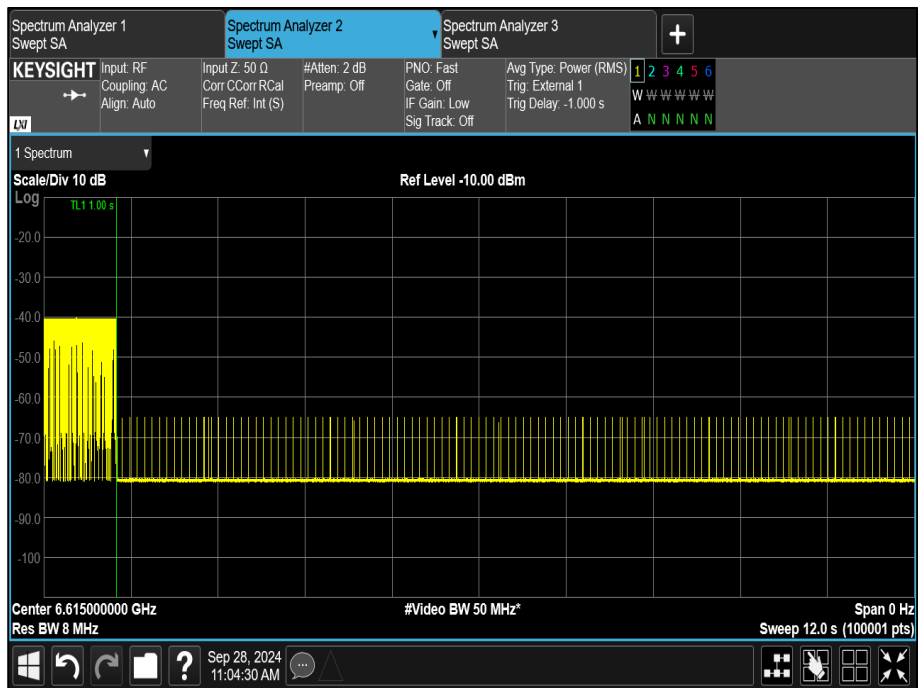 Spectrum Analyzer 1
Swept SA
Spectrum Analyzer 2
Swept SA
Spectrum Analyzer 3
Swept SA
+
KEYSIGHT
LXI
Input: RF
Coupling: AC
Align: Auto
Input Z: 50 Ω
Corr CCorr RCal
Freq Ref: Int (S)
#Atten: 2 dB
Preamp: Off
PNO: Fast
Gate: Off
IF Gain: Low
Sig Track: Off
Avg Type: Power (RMS)
Trig: External 1
Trig Delay: -1.000 s
1 2 3 4 5 6
W W W W W W
A N N N N N
1 Spectrum
Scale/Div 10 dB
Ref Level -10.00 dBm
Log
TL1 1.00 s
-20.0
-30.0
-40.0
-50.0
-60.0
-70.0
-80.0
-90.0
-100
Center 6.615000000 GHz
#Video BW 50 MHz*
Span 0 Hz
Res BW 8 MHz
Sweep 12.0 s (100001 pts)
?
Sep 28, 2024
11:04:30 AM